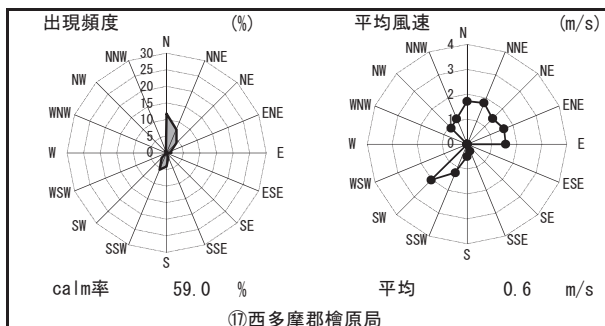 出現頻度 (%)
30
25
20
15
10
5
0
N
NNE
NE
ENE
E
ESE
SE
SSE
S
SSW
SW
WSW
W
WNW
NW
NNW
calm率 59.0 %
平均風速 (m/s)
4
3
2
1
0
N
NNE
NE
ENE
E
ESE
SE
SSE
S
SSW
SW
WSW
W
WNW
NW
NNW
平均 0.6 m/s
⑰西多摩郡檜原局